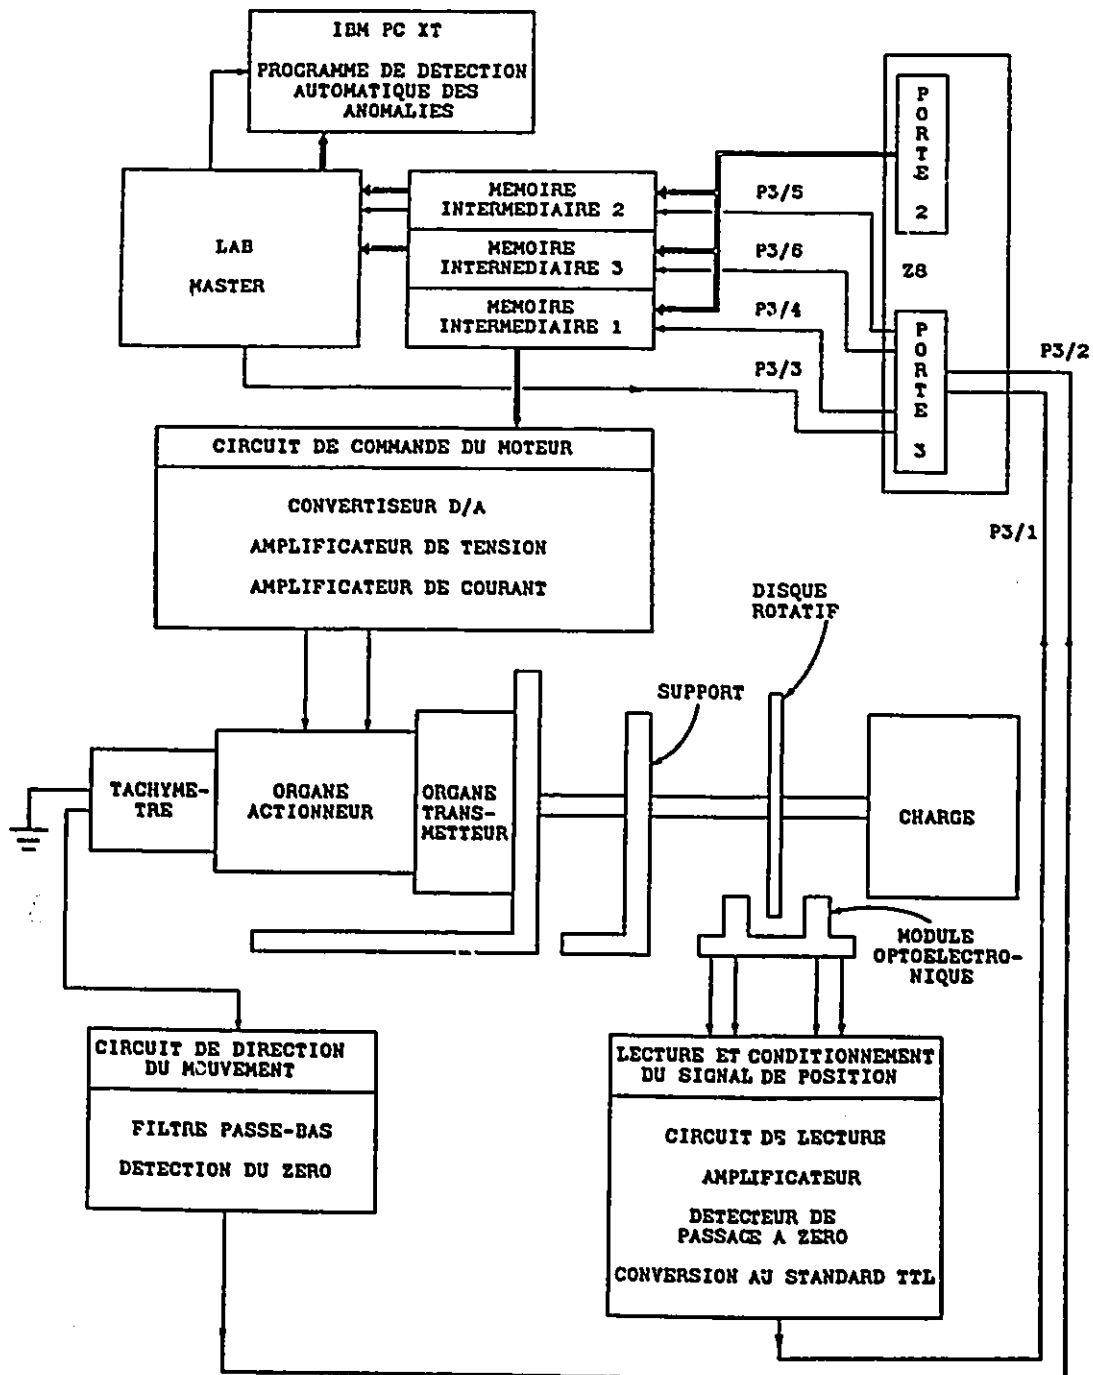 IBM PC XT
PROGRAMME DE DETECTION
AUTOMATIQUE DES
ANOMALIES
LAB
MASTER
MEMOIRE
INTERMEDIAIRE 2
MEMOIRE
INTERNEDIAIRE 3
MEMOIRE
INTERMEDIAIRE 1
P3/5
P3/6
P3/4
P3/3
PORTE 2
Z8
PORTE 3
P3/2
P3/1
CIRCUIT DE COMMANDE DU MOTEUR
CONVERTISEUR D/A
AMPLIFICATEUR DE TENSION
AMPLIFICATEUR DE COURANT
DISQUE
ROTATIF
SUPPORT
TACHYME-
TRE
ORGANE
ACTIONNEUR
ORGANE
TRANS-
METTEUR
CHARGE
MODULE
OPTOELECTRO-
NIQUE
CIRCUIT DE DIRECTION
DU MOUVEMENT
FILTRE PASSE-BAS
DETECTION DU ZERO
LECTURE ET CONDITIONNEMENT
DU SIGNAL DE POSITION
CIRCUIT DE LECTURE
AMPLIFICATEUR
DETECTEUR DE
PASSACE A ZERO
CONVERSION AU STANDARD TTL